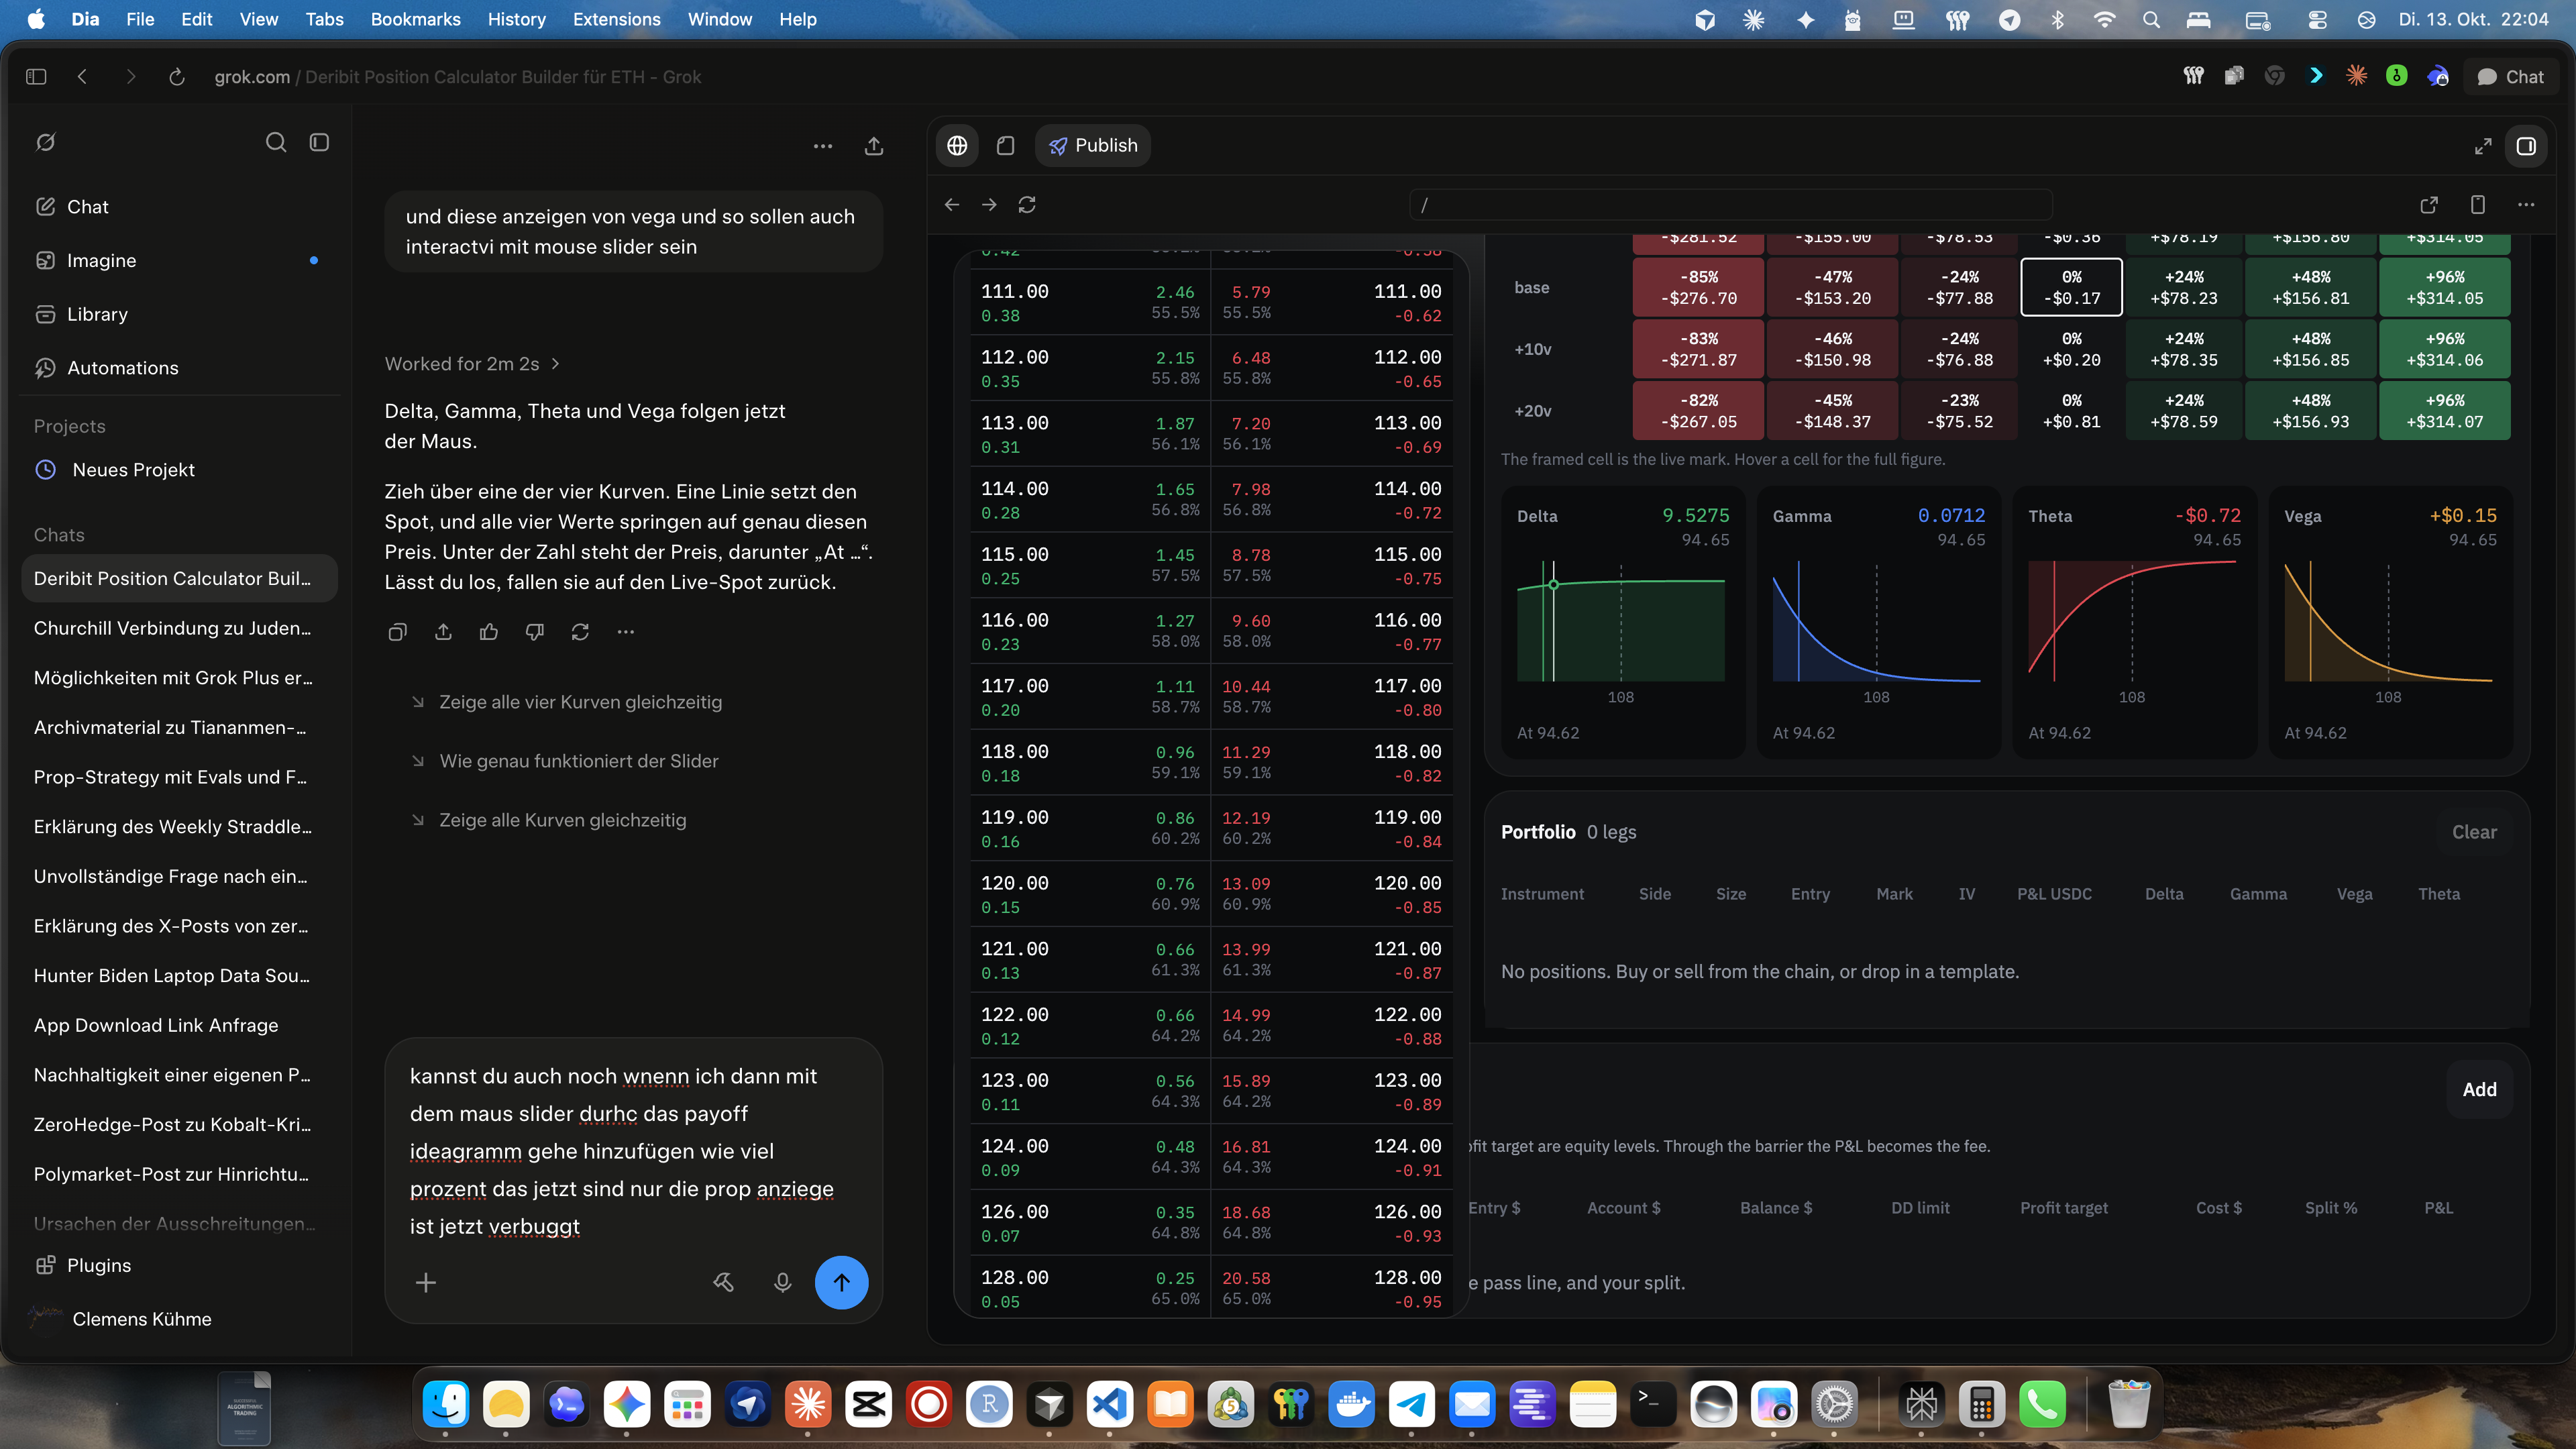 Dia File Edit View Tabs Bookmarks History Extensions Window Help
Di. 13. Okt. 22:04
grok.com / Deribit Position Calculator Builder für ETH - Grok
Chat
Chat
Imagine
Library
Automations
Projects
Neues Projekt
Chats
Deribit Position Calculator Buil...
Churchill Verbindung zu Juden...
Möglichkeiten mit Grok Plus er...
Archivmaterial zu Tiananmen-...
Prop-Strategy mit Evals und F...
Erklärung des Weekly Straddle...
Unvollständige Frage nach ein...
Erklärung des X-Posts von zer...
Hunter Biden Laptop Data Sou...
App Download Link Anfrage
Nachhaltigkeit einer eigenen P...
ZeroHedge-Post zu Kobalt-Kri...
Polymarket-Post zur Hinrichtu...
Ursachen der Ausschreitungen...
Plugins
Clemens Kühme
und diese anzeigen von vega und so sollen auch
interactvi mit mouse slider sein
Worked for 2m 2s
Delta, Gamma, Theta und Vega folgen jetzt
der Maus.
Zieh über eine der vier Kurven. Eine Linie setzt den
Spot, und alle vier Werte springen auf genau diesen
Preis. Unter der Zahl steht der Preis, darunter „At …“.
Lässt du los, fallen sie auf den Live-Spot zurück.
Zeige alle vier Kurven gleichzeitig
Wie genau funktioniert der Slider
Zeige alle Kurven gleichzeitig
kannst du auch noch wnenn ich dann mit
dem maus slider durhc das payoff
ideagramm gehe hinzufügen wie viel
prozent das jetzt sind nur die prop anziege
ist jetzt verbuggt
Publish
/
111.00 2.46 5.79 111.00
0.38 55.5% 55.5% -0.62
112.00 2.15 6.48 112.00
0.35 55.8% 55.8% -0.65
113.00 1.87 7.20 113.00
0.31 56.1% 56.1% -0.69
114.00 1.65 7.98 114.00
0.28 56.8% 56.8% -0.72
115.00 1.45 8.78 115.00
0.25 57.5% 57.5% -0.75
116.00 1.27 9.60 116.00
0.23 58.0% 58.0% -0.77
117.00 1.11 10.44 117.00
0.20 58.7% 58.7% -0.80
118.00 0.96 11.29 118.00
0.18 59.1% 59.1% -0.82
119.00 0.86 12.19 119.00
0.16 60.2% 60.2% -0.84
120.00 0.76 13.09 120.00
0.15 60.9% 60.9% -0.85
121.00 0.66 13.99 121.00
0.13 61.3% 61.3% -0.87
122.00 0.66 14.99 122.00
0.12 64.2% 64.2% -0.88
123.00 0.56 15.89 123.00
0.11 64.3% 64.2% -0.89
124.00 0.48 16.81 124.00
0.09 64.3% 64.3% -0.91
126.00 0.35 18.68 126.00
0.07 64.8% 64.8% -0.93
128.00 0.25 20.58 128.00
0.05 65.0% 65.0% -0.95
-$281.52 -$155.00 -$78.53 -$0.36 +$78.19 +$156.80 +$314.05
-85% -47% -24% 0% +24% +48% +96%
base
-$276.70 -$153.20 -$77.88 -$0.17 +$78.23 +$156.81 +$314.05
-83% -46% -24% 0% +24% +48% +96%
+10v
-$271.87 -$150.98 -$76.88 +$0.20 +$78.35 +$156.85 +$314.06
-82% -45% -23% 0% +24% +48% +96%
+20v
-$267.05 -$148.37 -$75.52 +$0.81 +$78.59 +$156.93 +$314.07
The framed cell is the live mark. Hover a cell for the full figure.
Delta 9.5275
94.65
108
At 94.62
Gamma 0.0712
94.65
108
At 94.62
Theta -$0.72
94.65
108
At 94.62
Vega +$0.15
94.65
108
At 94.62
Portfolio 0 legs Clear
Instrument Side Size Entry Mark IV P&L USDC Delta Gamma Vega Theta
No positions. Buy or sell from the chain, or drop in a template.
Add
fit target are equity levels. Through the barrier the P&L becomes the fee.
Entry $ Account $ Balance $ DD limit Profit target Cost $ Split % P&L
e pass line, and your split.
ALGORITHMIC
TRADING